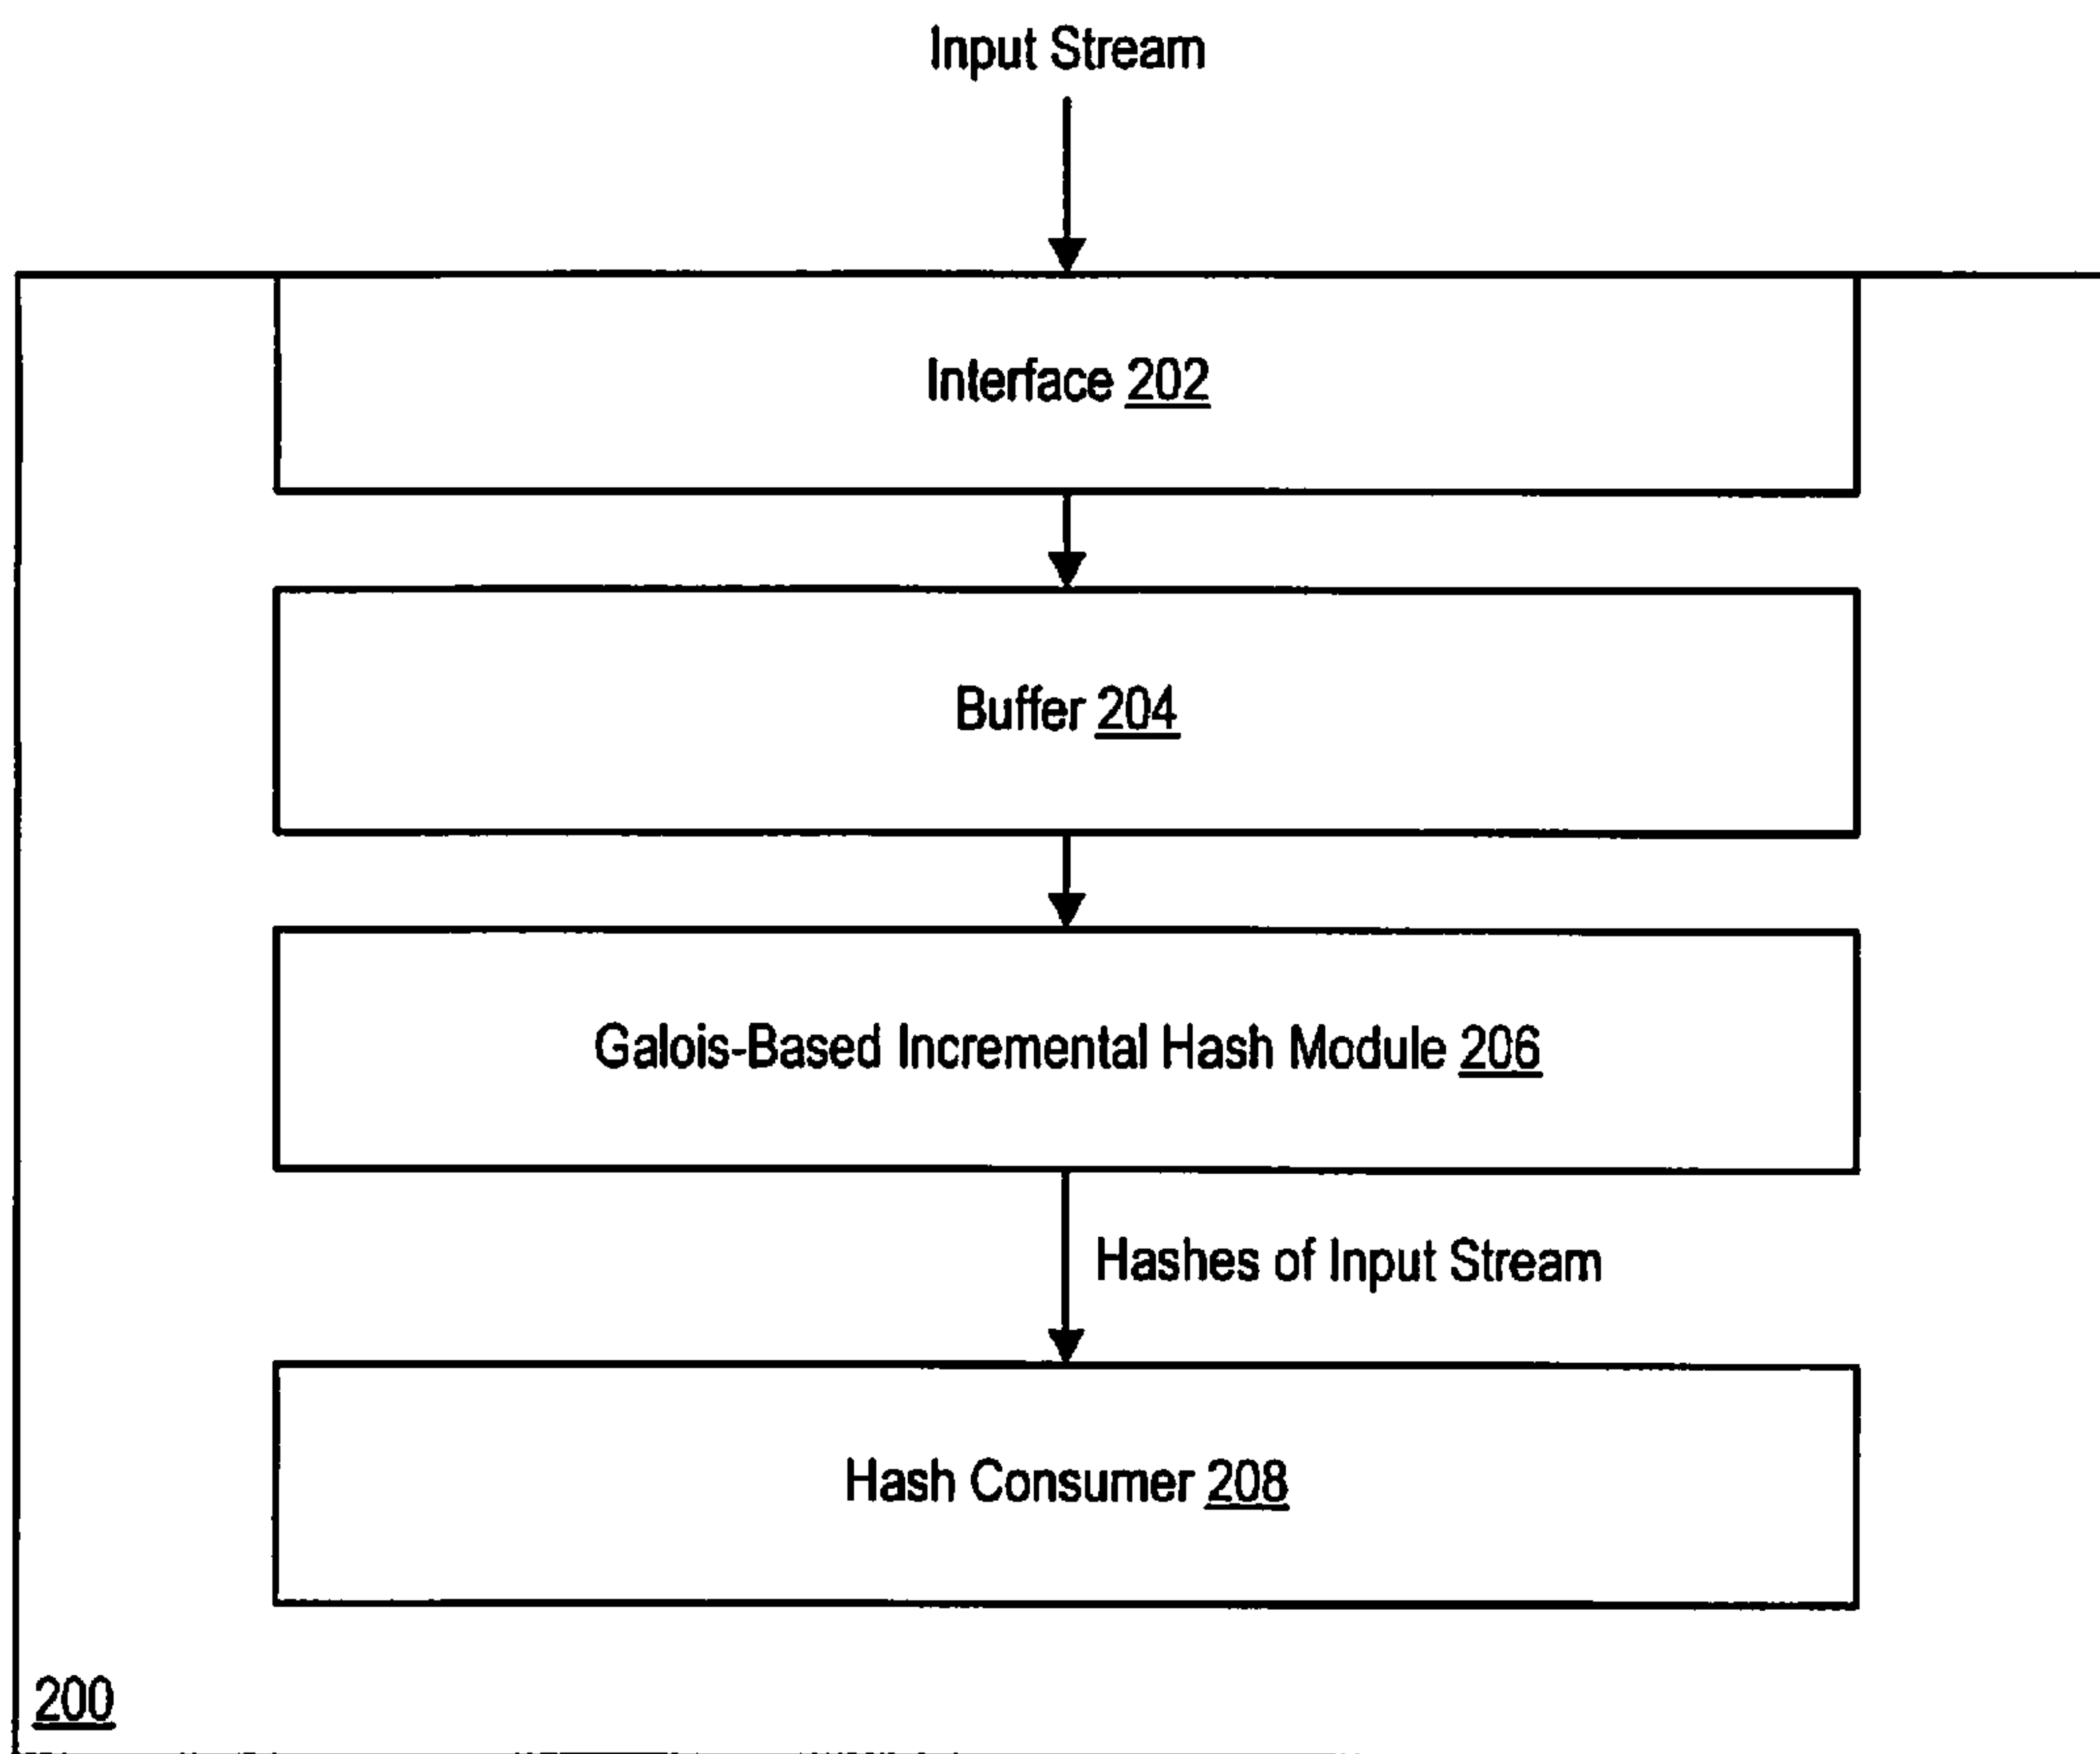 Input Stream
Interface 202
Buffer 204
Galois-Based Incremental Hash Module 206
Hashes of Input Stream
Hash Consumer 208
200